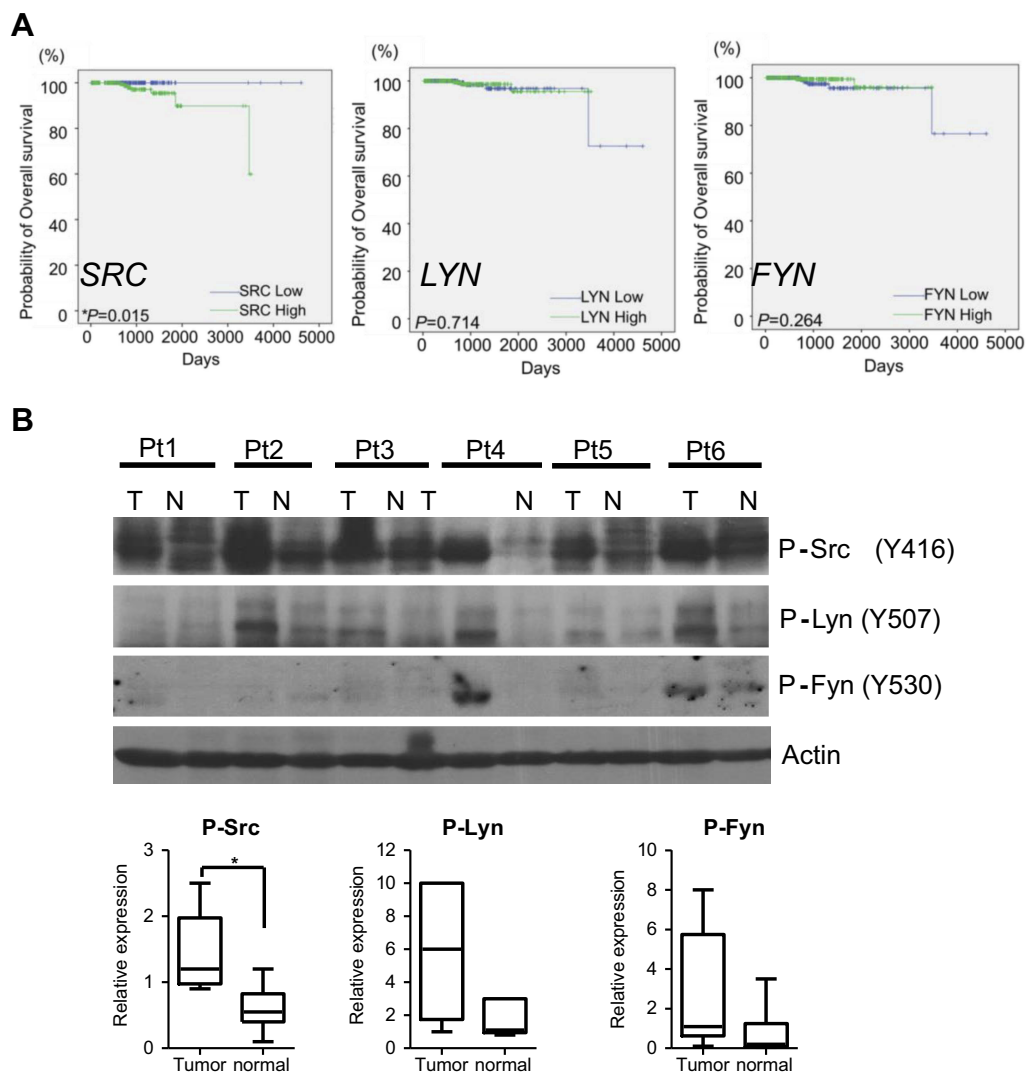 A
(%)
100
80
60
40
20
0
Probability of Overall survival
SRC
*P=0.015
SRC Low
SRC High
0 1000 2000 3000 4000 5000
Days
(%)
100
80
60
40
20
0
Probability of Overall survival
LYN
P=0.714
LYN Low
LYN High
0 1000 2000 3000 4000 5000
Days
(%)
100
80
60
40
20
0
Probability of Overall survival
FYN
P=0.264
FYN Low
FYN High
0 1000 2000 3000 4000 5000
Days
B
Pt1 Pt2 Pt3 Pt4 Pt5 Pt6
T N T N T N T N T N T N
P-Src (Y416)
P-Lyn (Y507)
P-Fyn (Y530)
Actin
P-Src
3
2
1
0
Relative expression
*
Tumor normal
P-Lyn
12
10
8
6
4
2
0
Relative expression
Tumor normal
P-Fyn
10
8
6
4
2
0
Relative expression
Tumor normal